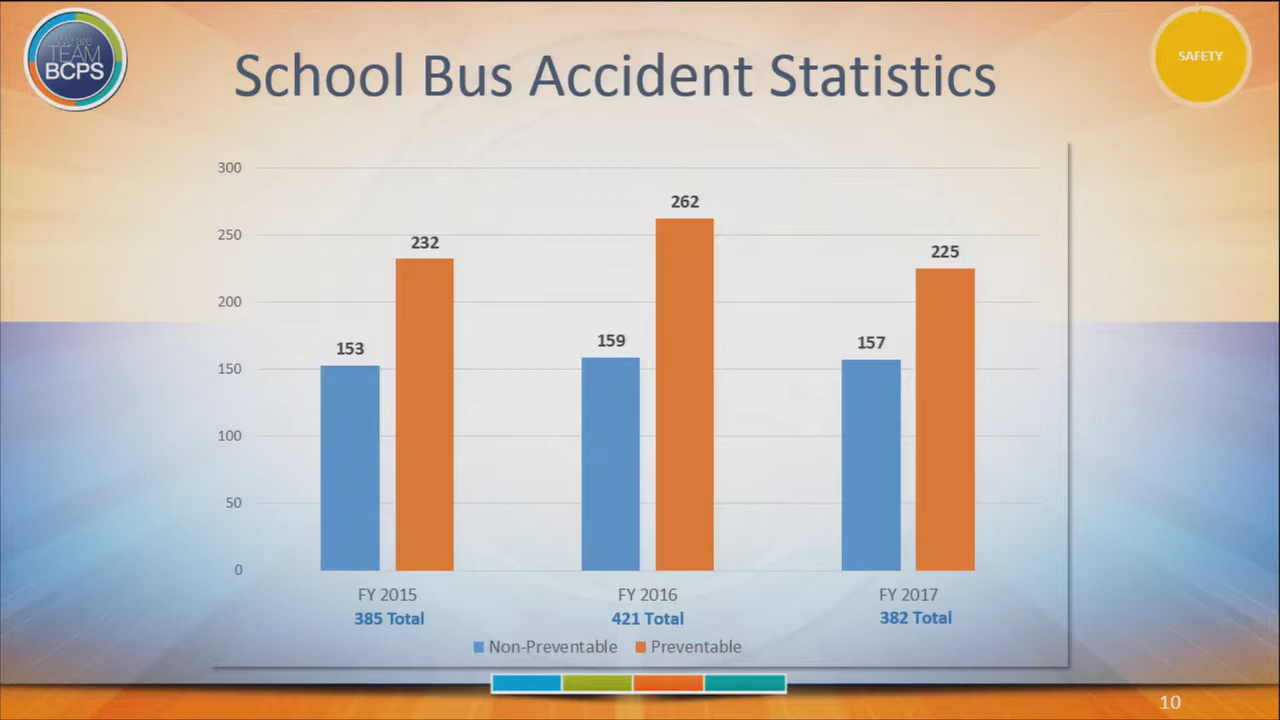 We are
TEAM
BCPS
School Bus Accident Statistics
SAFETY
300
250
200
150
100
50
0
153
232
159
262
157
225
FY 2015
385 Total
FY 2016
421 Total
FY 2017
382 Total
Non-Preventable
Preventable
10